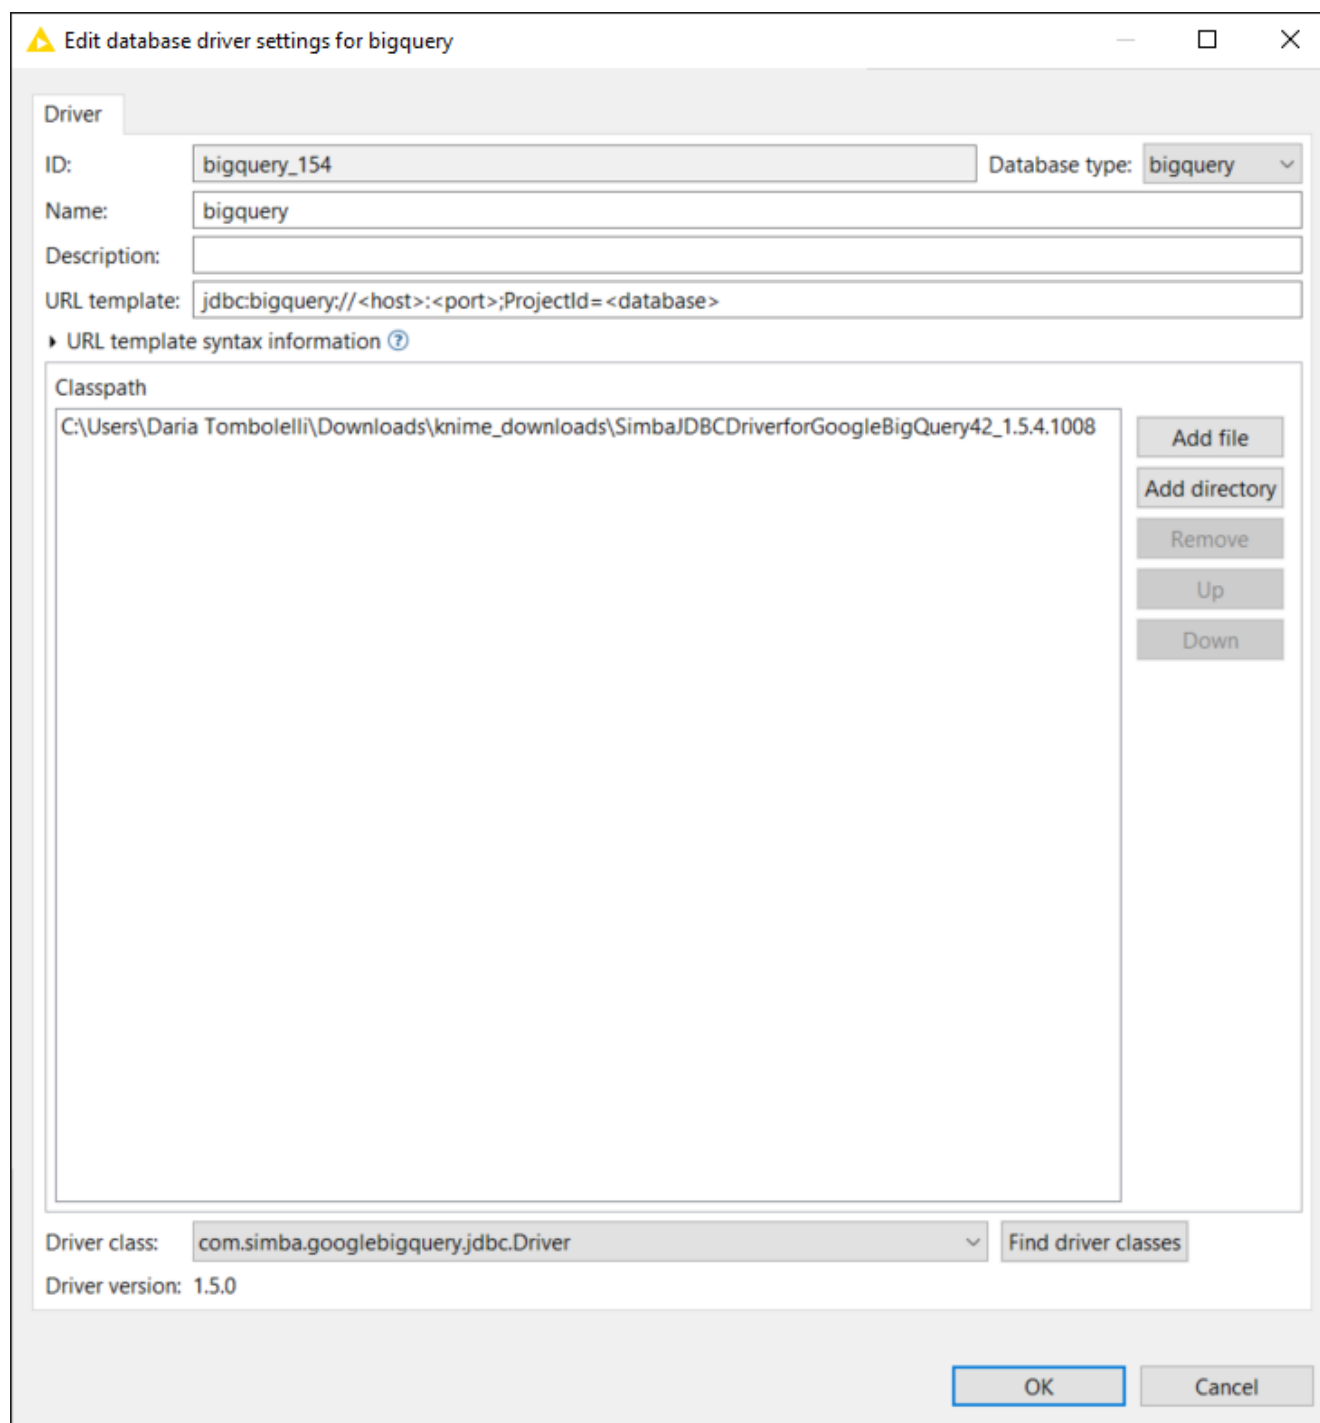 Edit database driver settings for bigquery
Driver
ID: bigquery_154 Database type: bigquery
Name: bigquery
Description:
URL template: jdbc:bigquery://<host>:<port>;ProjectId=<database>
URL template syntax information ?
Classpath
C:\Users\Daria Tombolelli\Downloads\knime_downloads\SimbaJDBCDriverforGoogleBigQuery42_1.5.4.1008
Add file
Add directory
Remove
Up
Down
Driver class: com.simba.googlebigquery.jdbc.Driver Find driver classes
Driver version: 1.5.0
OK Cancel